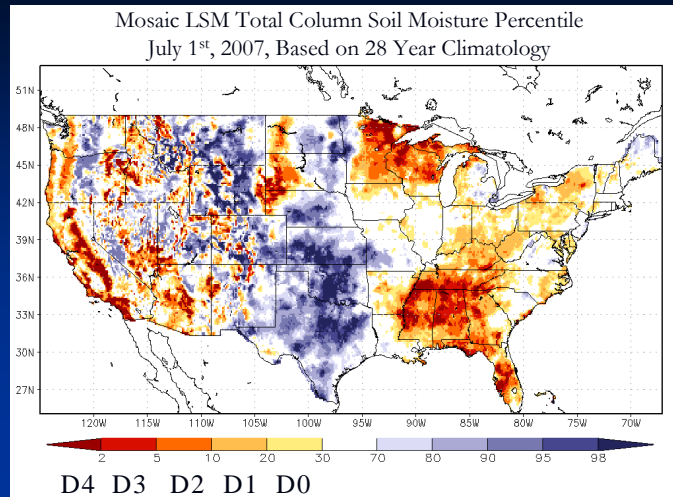 Mosaic LSM Total Column Soil Moisture Percentile
July 1st, 2007, Based on 28 Year Climatology
51N
48N
45N
42N
39N
36N
33N
30N
27N
120W 115W 110W 105W 100W 95W 90W 85W 80W 75W 70W
2 5 10 20 30 70 80 90 95 98
D4 D3 D2 D1 D0